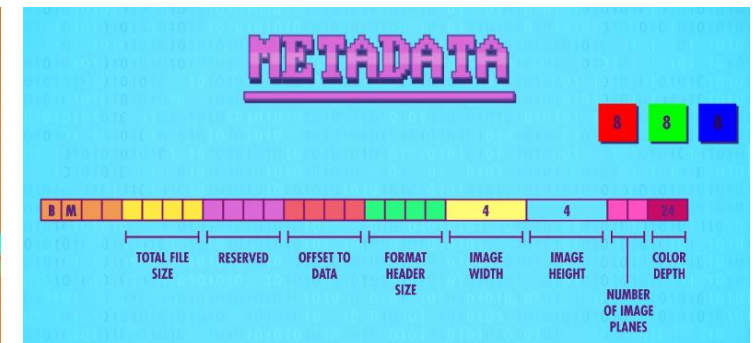 METADATA
8 8 8
B M 4 4 24
TOTAL FILE
SIZE
RESERVED
OFFSET TO
DATA
FORMAT
HEADER
SIZE
IMAGE
WIDTH
IMAGE
HEIGHT
NUMBER
OF IMAGE
PLANES
COLOR
DEPTH